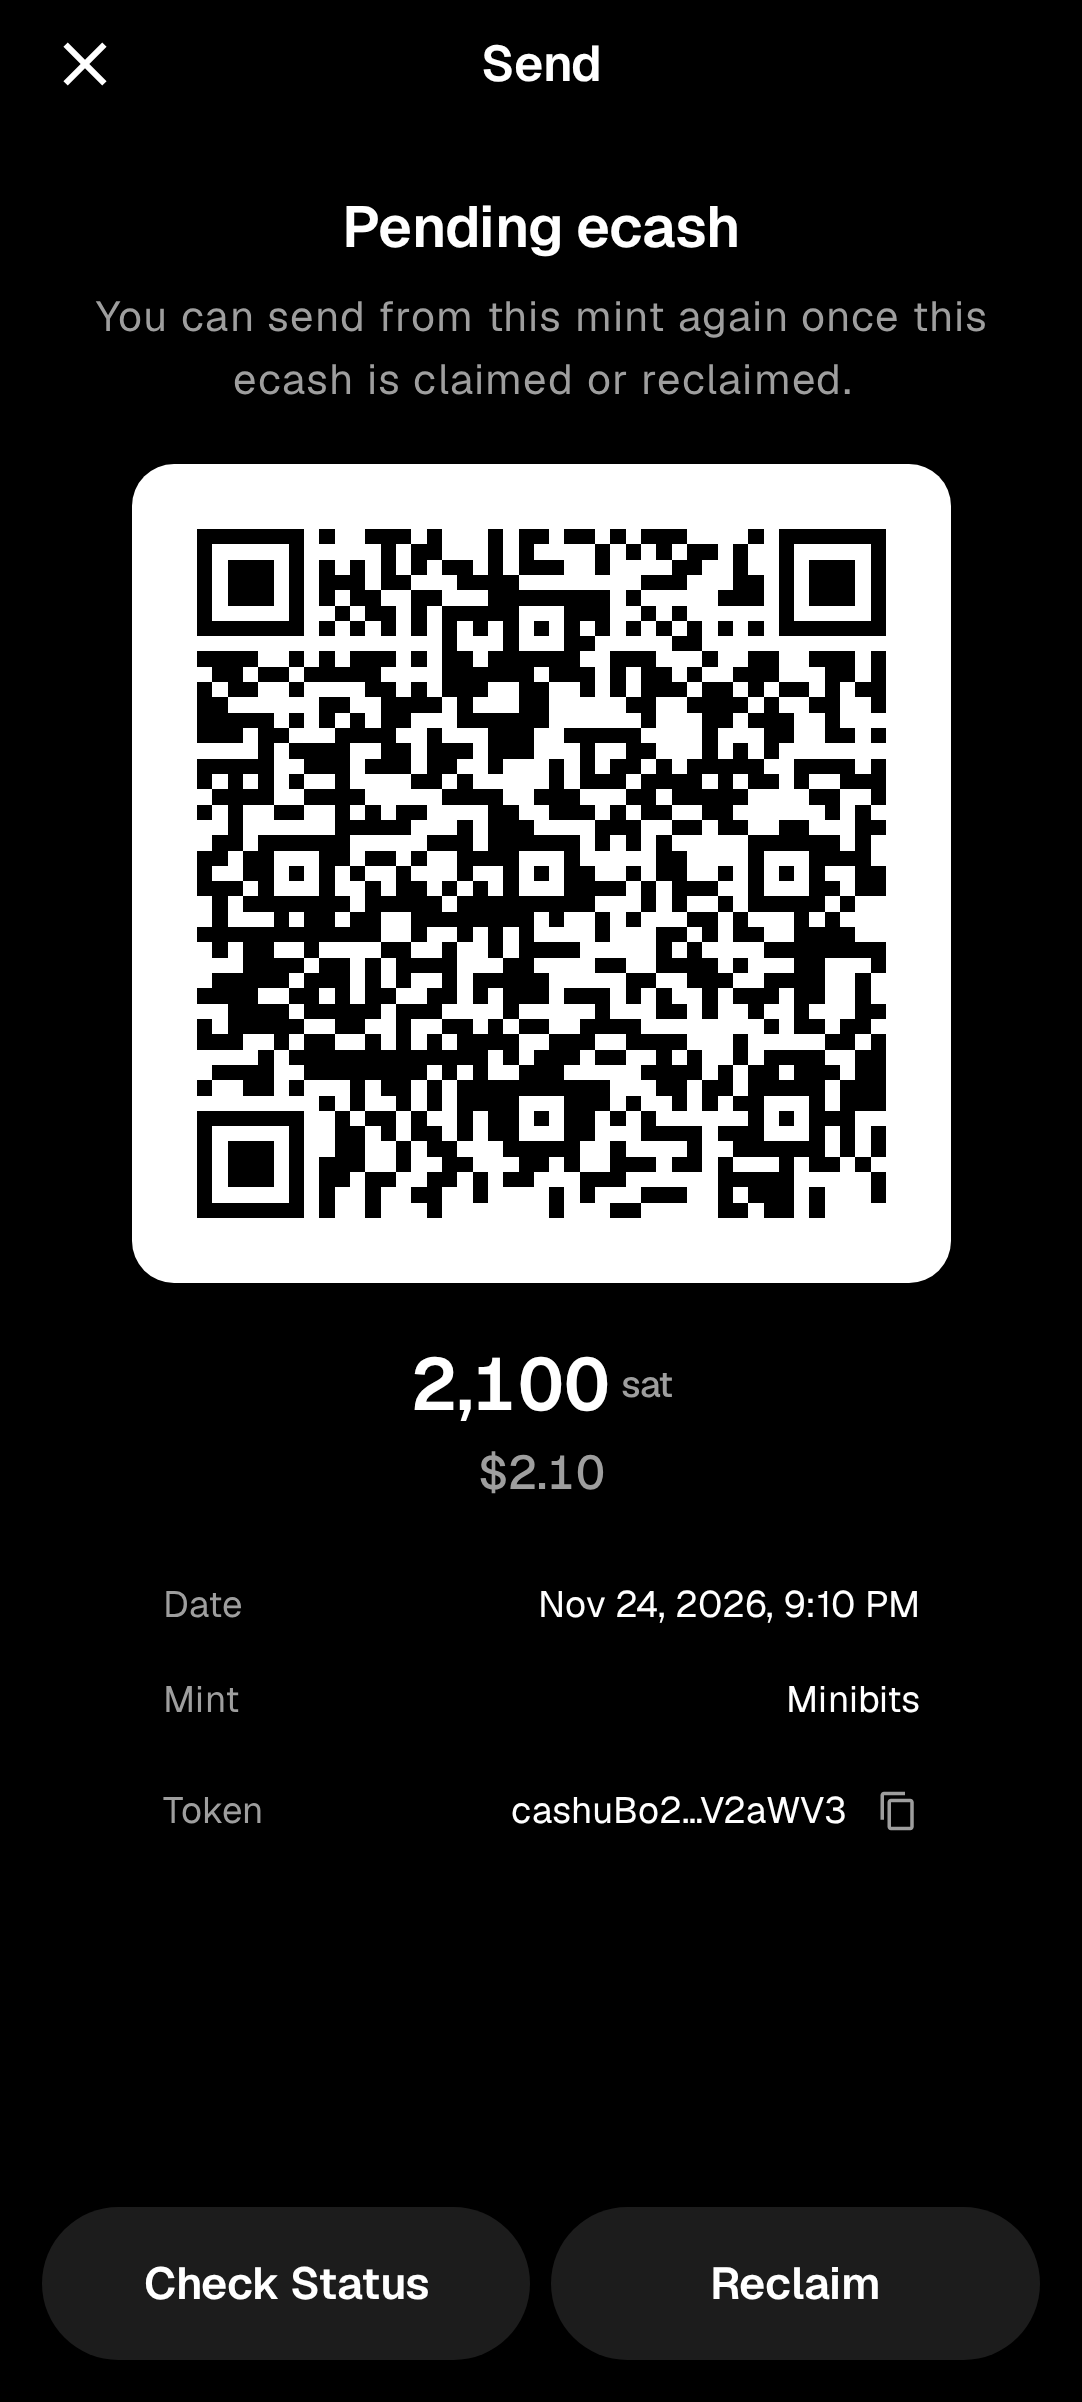 Send
Pending ecash
You can send from this mint again once this
ecash is claimed or reclaimed.
2,100 sat
$2.10
Date Nov 24, 2026, 9:10 PM
Mint Minibits
Token cashuBo2...V2aWV3
Check Status Reclaim